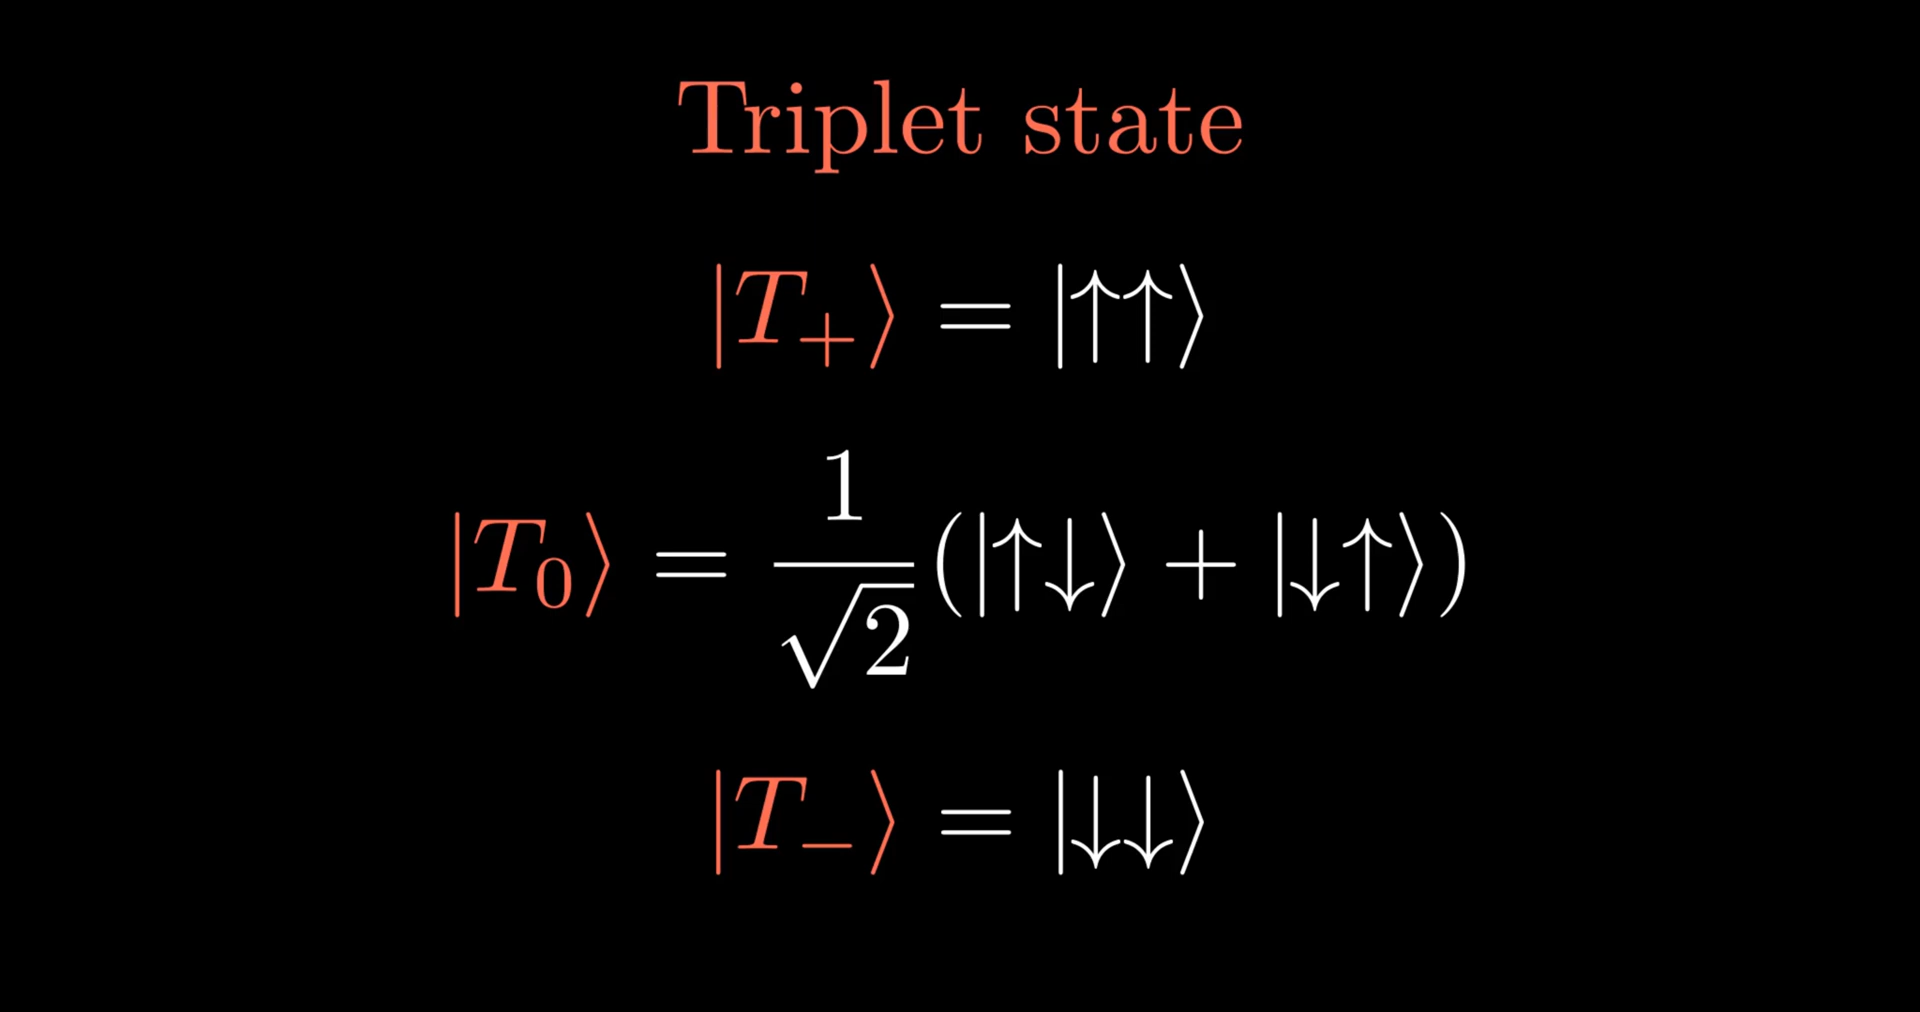 Triplet state
|T₊⟩ = |↑↑⟩
|T₀⟩ = 1/√2 (|↑↓⟩ + |↓↑⟩)
|T₋⟩ = |↓↓⟩